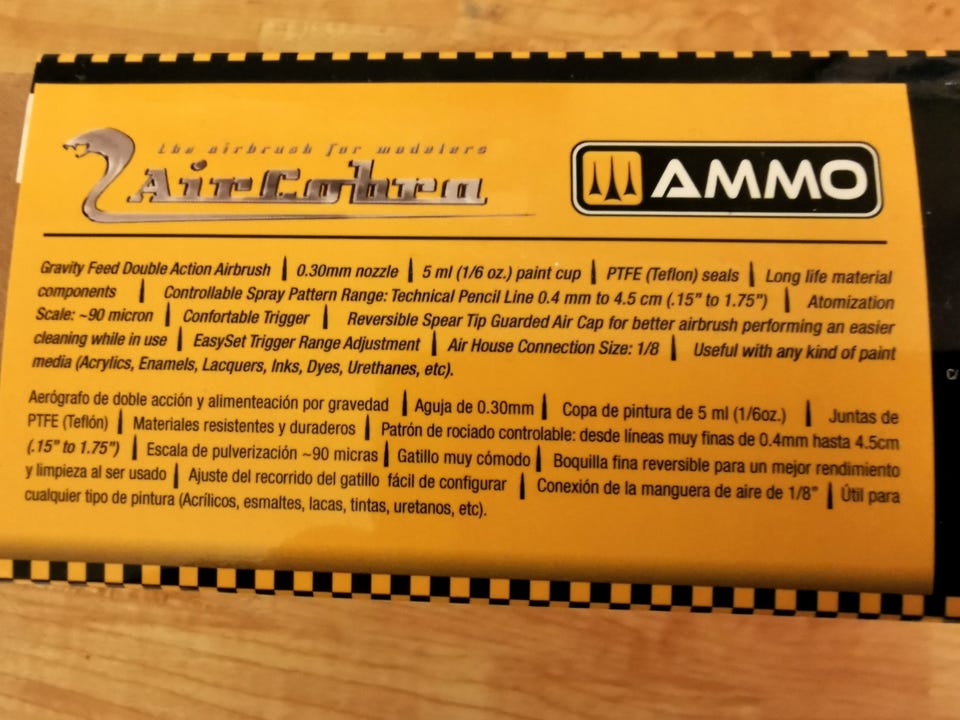 the airbrush for modelers
AirCobra
AMMO
Gravity Feed Double Action Airbrush | 0.30mm nozzle | 5 ml (1/6 oz.) paint cup | PTFE (Teflon) seals | Long life material
components | Controllable Spray Pattern Range: Technical Pencil Line 0.4 mm to 4.5 cm (.15" to 1.75") | Atomization
Scale: ~90 micron | Confortable Trigger | Reversible Spear Tip Guarded Air Cap for better airbrush performing an easier
cleaning while in use | EasySet Trigger Range Adjustment | Air House Connection Size: 1/8 | Useful with any kind of paint
media (Acrylics, Enamels, Lacquers, Inks, Dyes, Urethanes, etc).
Aerógrafo de doble acción y alimenteación por gravedad | Aguja de 0.30mm | Copa de pintura de 5 ml (1/6oz.) | Juntas de
PTFE (Teflón) | Materiales resistentes y duraderos | Patrón de rociado controlable: desde líneas muy finas de 0.4mm hasta 4.5cm
(.15" to 1.75") | Escala de pulverización ~90 micras | Gatillo muy cómodo | Boquilla fina reversible para un mejor rendimiento
y limpieza al ser usado | Ajuste del recorrido del gatillo fácil de configurar | Conexión de la manguera de aire de 1/8" | Útil para
cualquier tipo de pintura (Acrílicos, esmaltes, lacas, tintas, uretanos, etc).